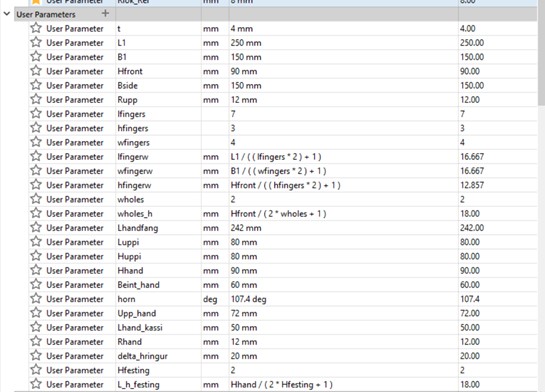 8 mm 8.00
User Parameters +
User Parameter t mm 4 mm 4.00
User Parameter L1 mm 250 mm 250.00
User Parameter B1 mm 150 mm 150.00
User Parameter Hfront mm 90 mm 90.00
User Parameter Bside mm 150 mm 150.00
User Parameter Rupp mm 12 mm 12.00
User Parameter lfingers 7 7
User Parameter hfingers 3 3
User Parameter wfingers 4 4
User Parameter lfingerw mm L1 / ( ( lfingers * 2 ) + 1 ) 16.667
User Parameter wfingerw mm B1 / ( ( wfingers * 2 ) + 1 ) 16.667
User Parameter hfingerw mm Hfront / ( ( hfingers * 2 ) + 1 ) 12.857
User Parameter wholes 2 2
User Parameter wholes_h mm Hfront / ( 2 * wholes + 1 ) 18.00
User Parameter Lhandfang mm 242 mm 242.00
User Parameter Luppi mm 80 mm 80.00
User Parameter Huppi mm 80 mm 80.00
User Parameter Hhand mm 90 mm 90.00
User Parameter Beint_hand mm 60 mm 60.00
User Parameter horn deg 107.4 deg 107.4
User Parameter Upp_hand mm 72 mm 72.00
User Parameter Lhand_kassi mm 50 mm 50.00
User Parameter Rhand mm 12 mm 12.00
User Parameter delta_hringur mm 20 mm 20.00
User Parameter Hfesting 2 2
User Parameter L_h_festing mm Hhand / ( 2 * Hfesting + 1 ) 18.00